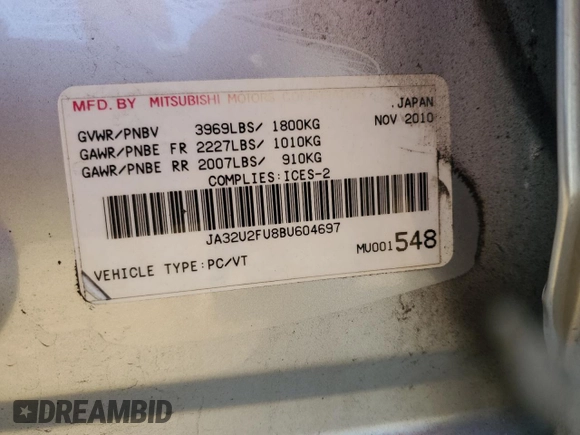 MFD. BY MITSUBISHI MOTORS
JAPAN
GVWR/PNBV 3969LBS/ 1800KG NOV 2010
GAWR/PNBE FR 2227LBS/ 1010KG
GAWR/PNBE RR 2007LBS/ 910KG
COMPLIES:ICES-2
JA32U2FU8BU604697
MU001548
VEHICLE TYPE:PC/VT
DREAMBID